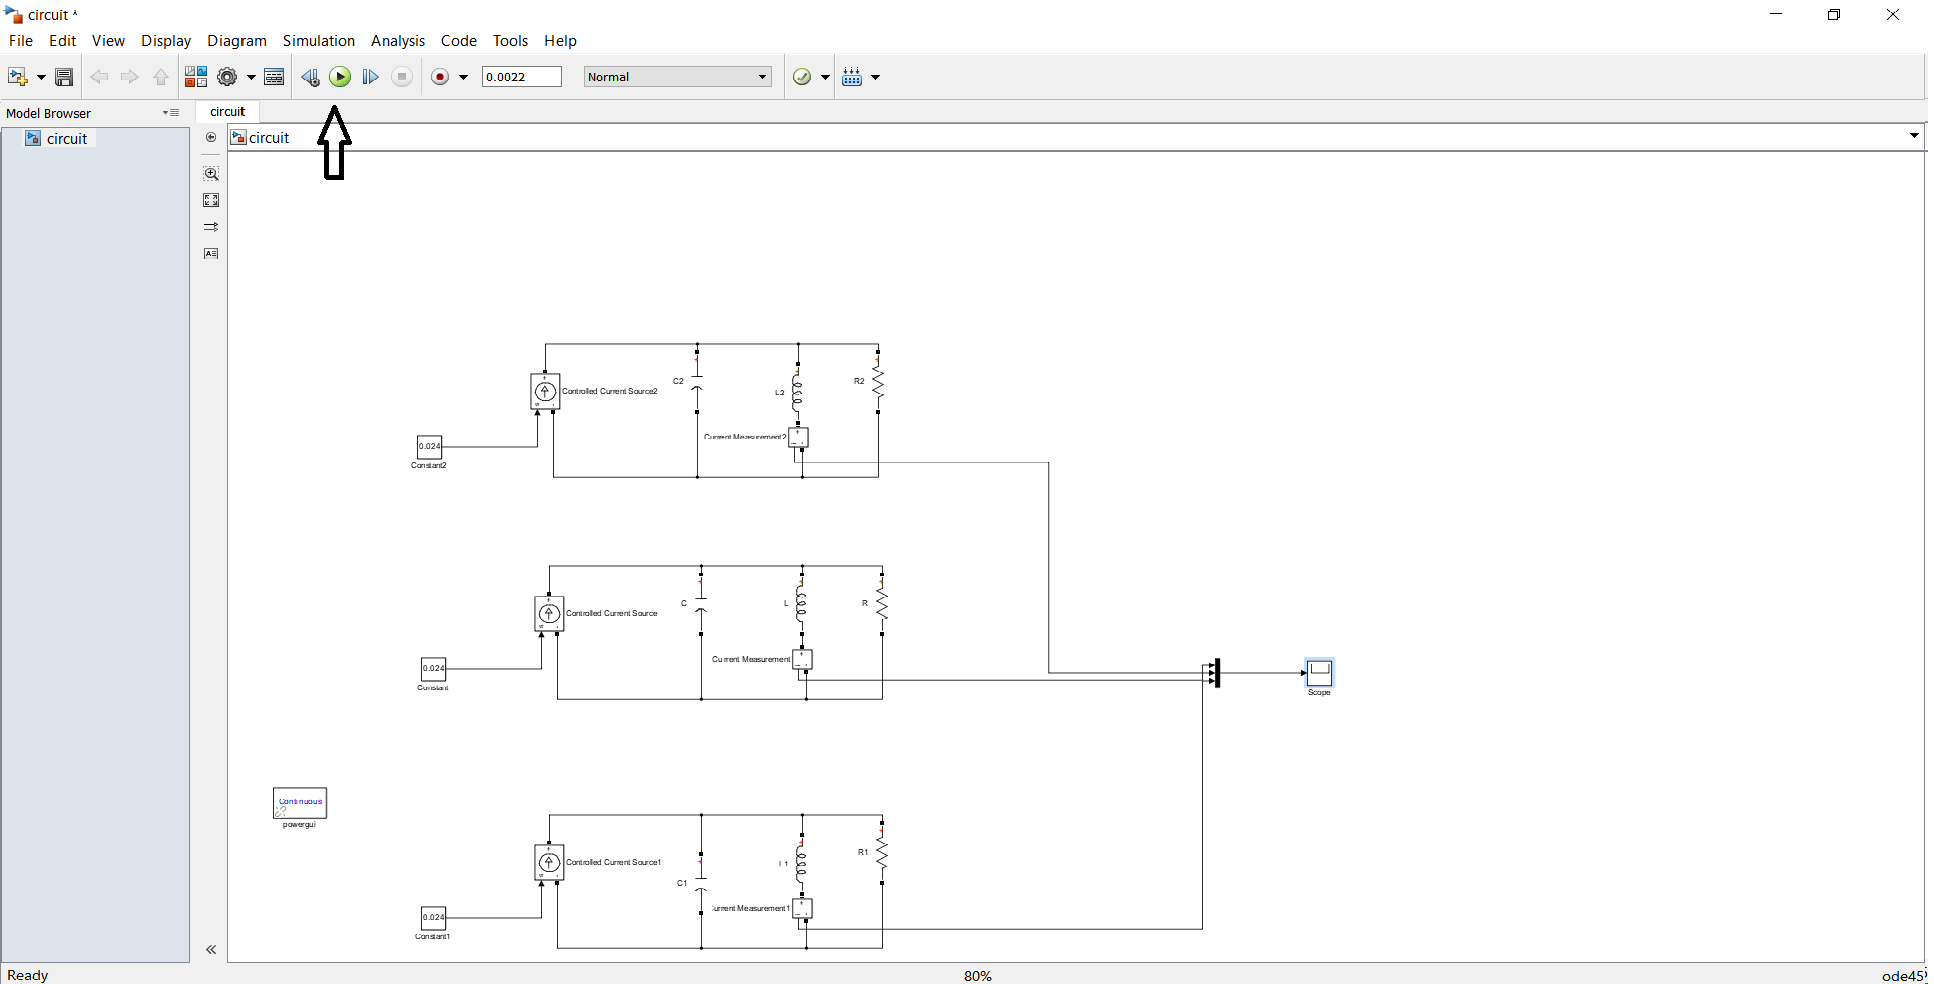 circuit *
File Edit View Display Diagram Simulation Analysis Code Tools Help
0.0022 Normal
Model Browser circuit
circuit circuit
C2 L2 R2
Controlled Current Source2
Current Measurement2
0.024
Constant2
C L R
Controlled Current Source
Current Measurement
0.024
Constant
Scope
Continuous
powergui
Controlled Current Source1
C1 L1 R1
Current Measurement1
0.024
Constant1
Ready 80% ode45